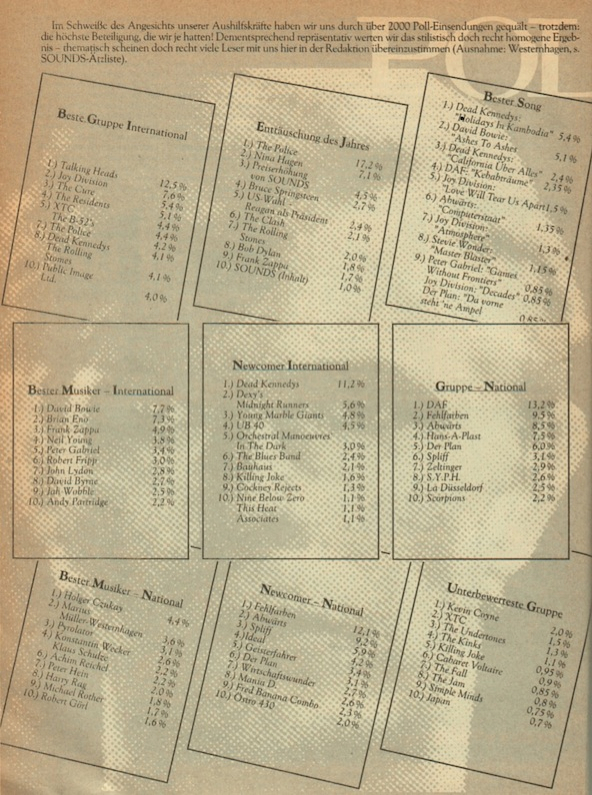 Im Schweiße des Angesichts unserer Aushilfskräfte haben wir uns durch über 2000 Poll-Einsendungen gequält – trotzdem:
die höchste Beteiligung, die wir je hatten! Dementsprechend repräsentativ werten wir das stilistisch doch recht homogene Ergeb-
nis – thematisch scheinen doch recht viele Leser mit uns hier in der Redaktion übereinzustimmen (Ausnahme: Westernhagen, s.
SOUNDS-Ärzliste).
POL
Beste Gruppe International
1.) Talking Heads 12,5 %
2.) Joy Division 7,6 %
3.) The Cure 5,4 %
4.) The Residents 5,1 %
5.) XTC 4,4 %
The B-52's 4,4 %
7.) The Police 4,2 %
8.) Dead Kennedys 4,1 %
The Rolling
Stones 4,1 %
10.) Public Image
Ltd. 4,0 %
Enttäuschung des Jahres
1.) The Police 17,2 %
2.) Nina Hagen 7,1 %
3.) Preiserhöhung
von SOUNDS 4,5 %
4.) Bruce Springsteen 2,7 %
5.) US-Wahl –
Reagan als Präsident 2,4 %
6.) The Clash 2,1 %
7.) The Rolling
Stones 2,0 %
8.) Bob Dylan 1,8 %
9.) Frank Zappa 1,7 %
10.) SOUNDS (Inhalt) 1,0 %
Bester Song
1.) Dead Kennedys:
"Holidays In Kambodia" 5,4 %
2.) David Bowie:
"Ashes To Ashes 5,1 %
3.) Dead Kennedys:
"California Über Alles" 2,4 %
4.) DAF: "Kebabträume" 2,35 %
5.) Joy Division:
"Love Will Tear Us Apart 1,5 %
6.) Abwärts:
"Computerstaat" 1,35 %
7.) Joy Division:
"Atmosphere" 1,3 %
8.) Stevie Wonder:
"Master Blaster" 1,15 %
9.) Peter Gabriel: "Games
Without Frontiers" 0,85 %
Joy Division: "Decades" 0,85 %
Der Plan: "Da vorne
steht 'ne Ampel
Bester Musiker – International
1.) David Bowie 7,7 %
2.) Brian Eno 7,3 %
3.) Frank Zappa 4,9 %
4.) Neil Young 3,8 %
5.) Peter Gabriel 3,4 %
6.) Robert Fripp 3,0 %
7.) John Lydon 2,8 %
8.) David Byrne 2,7 %
9.) Jah Wobble 2,5 %
10.) Andy Partridge 2,2 %
Newcomer International
1.) Dead Kennedys 11,2 %
2.) Dexy's
Midnight Runners 5,6 %
3.) Young Marble Giants 4,8 %
4.) UB 40 4,5 %
5.) Orchestral Manoeuvres
In The Dark 3,0 %
6.) The Blues Band 2,4 %
7.) Bauhaus 2,1 %
8.) Killing Joke 1,6 %
9.) Cockney Rejects 1,3 %
10.) Nine Below Zero 1,1 %
This Heat 1,1 %
Associates 1,1 %
Gruppe – National
1.) DAF 13,2 %
2.) Fehlfarben 9,5 %
3.) Abwärts 8,5 %
4.) Hans-A-Plast 7,5 %
5.) Der Plan 6,0 %
6.) Spliff 3,1 %
7.) Zeltinger 2,9 %
8.) S.Y.P.H. 2,6 %
9.) La Düsseldorf 2,5 %
10.) Scorpions 2,2 %
Bester Musiker – National
1.) Holger Czukay 4,4 %
2.) Marius
Müller-Westernhagen 3,6 %
3.) Pyrolator 3,1 %
4.) Konstantin Wecker 2,6 %
Klaus Schulze 2,2 %
6.) Achim Reichel 2,2 %
7.) Peter Hein 2,0 %
8.) Harry Rag 1,8 %
9.) Michael Rother 1,7 %
10.) Robert Görl 1,6 %
Newcomer – National
1.) Fehlfarben 12,1 %
2.) Abwärts 9,2 %
3.) Spliff 5,9 %
4.) Ideal 4,2 %
5.) Geisterfahrer 3,4 %
6.) Der Plan 3,1 %
7.) Wirtschaftswunder 2,7 %
8.) Mania D. 2,6 %
9.) Fred Banana Combo 2,3 %
10.) Östro 430 2,0 %
Unterbewerteste Gruppe
1.) Kevin Coyne 2,0 %
2.) XTC 1,5 %
3.) The Undertones 1,3 %
4.) The Kinks 1,1 %
5.) Killing Joke 0,95 %
6.) Cabaret Voltaire 0,9 %
7.) The Fall 0,85 %
8.) The Jam 0,8 %
9.) Simple Minds 0,75 %
10.) Japan 0,7 %